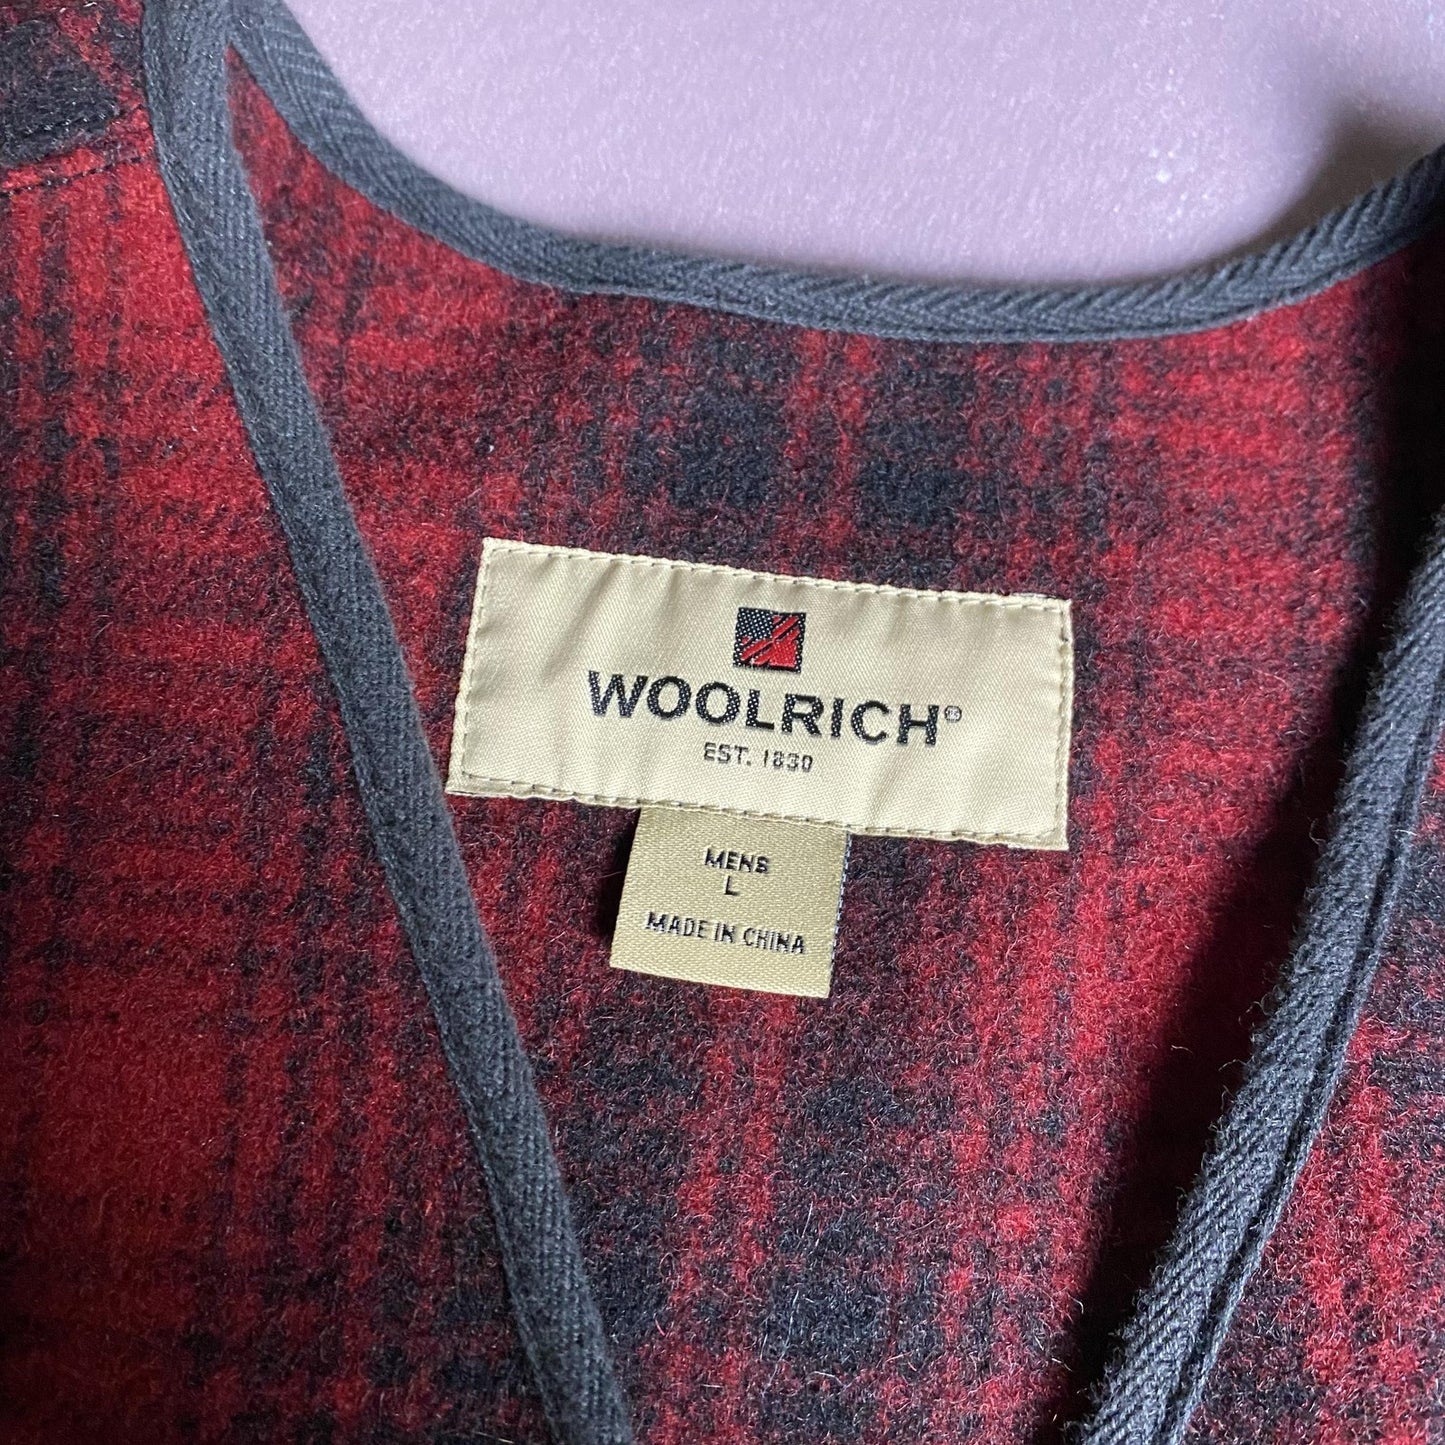 WOOLRICH®
EST. 1830
MENS
L
MADE IN CHINA